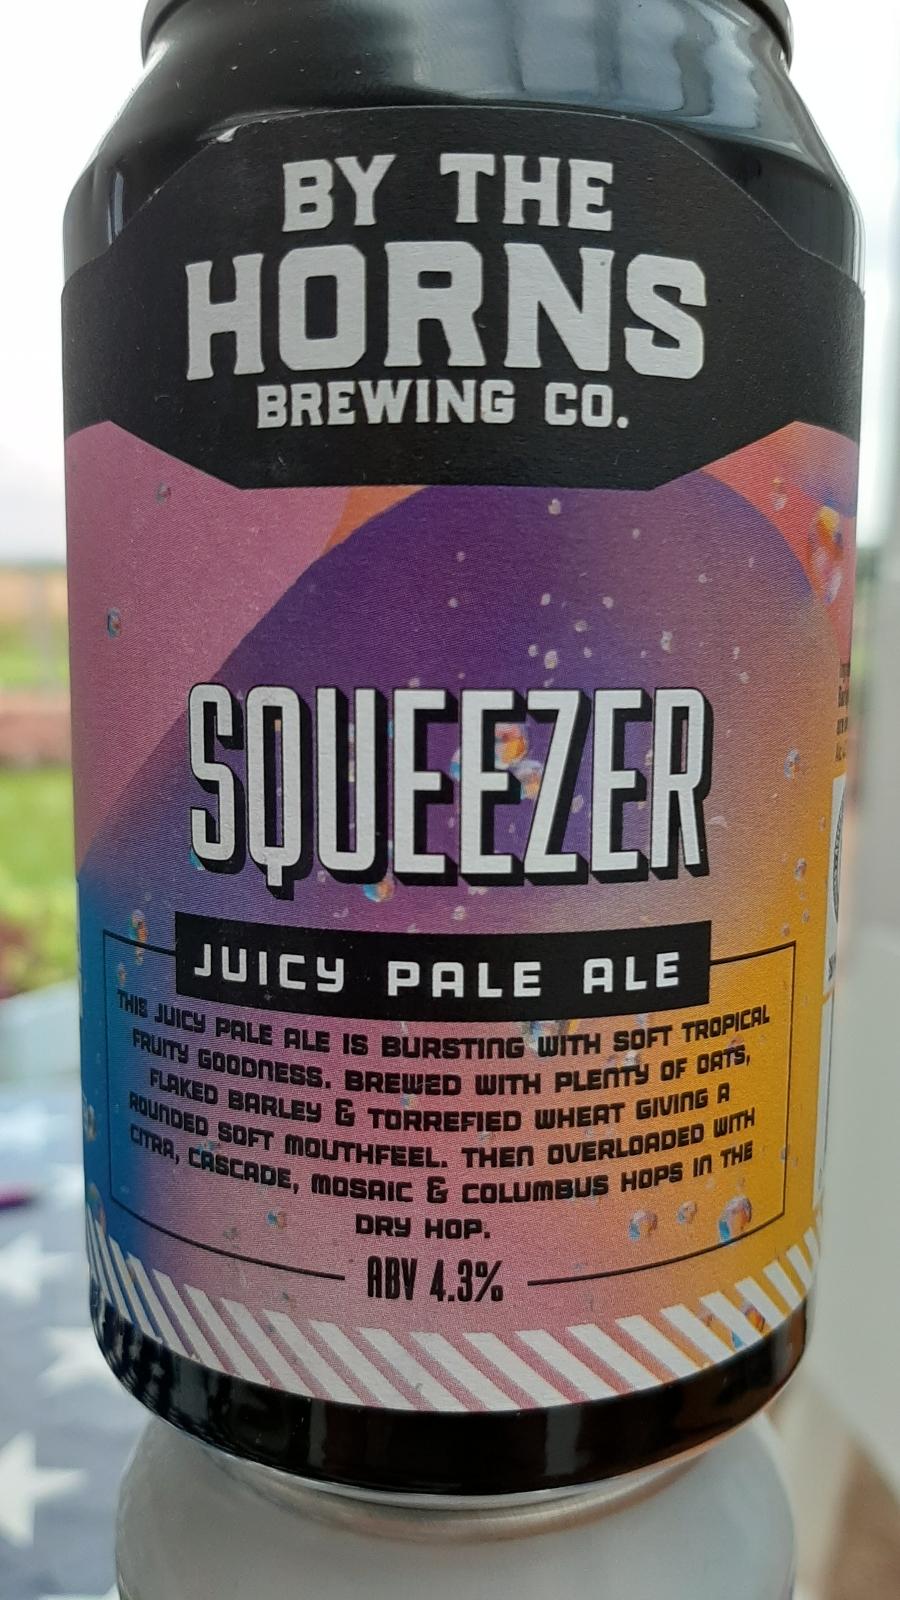 BY THE
HORNS
BREWING CO.
SQUEEZER
JUICY PALE ALE
THIS JUICY PALE ALE IS BURSTING WITH SOFT TROPICAL
FRUITY GOODNESS. BREWED WITH PLENTY OF OATS,
FLAKED BARLEY & TORREFIED WHEAT GIVING A
ROUNDED SOFT MOUTHFEEL. THEN OVERLOADED WITH
CITRA, CASCADE, MOSAIC & COLUMBUS HOPS IN THE
DRY HOP.
ABV 4.3%